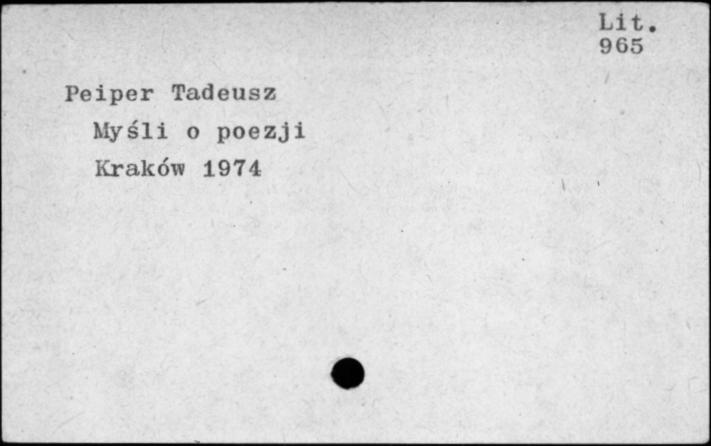 Lit.
965
Peiper Tadeusz
Myśli o poezji
Kraków 1974